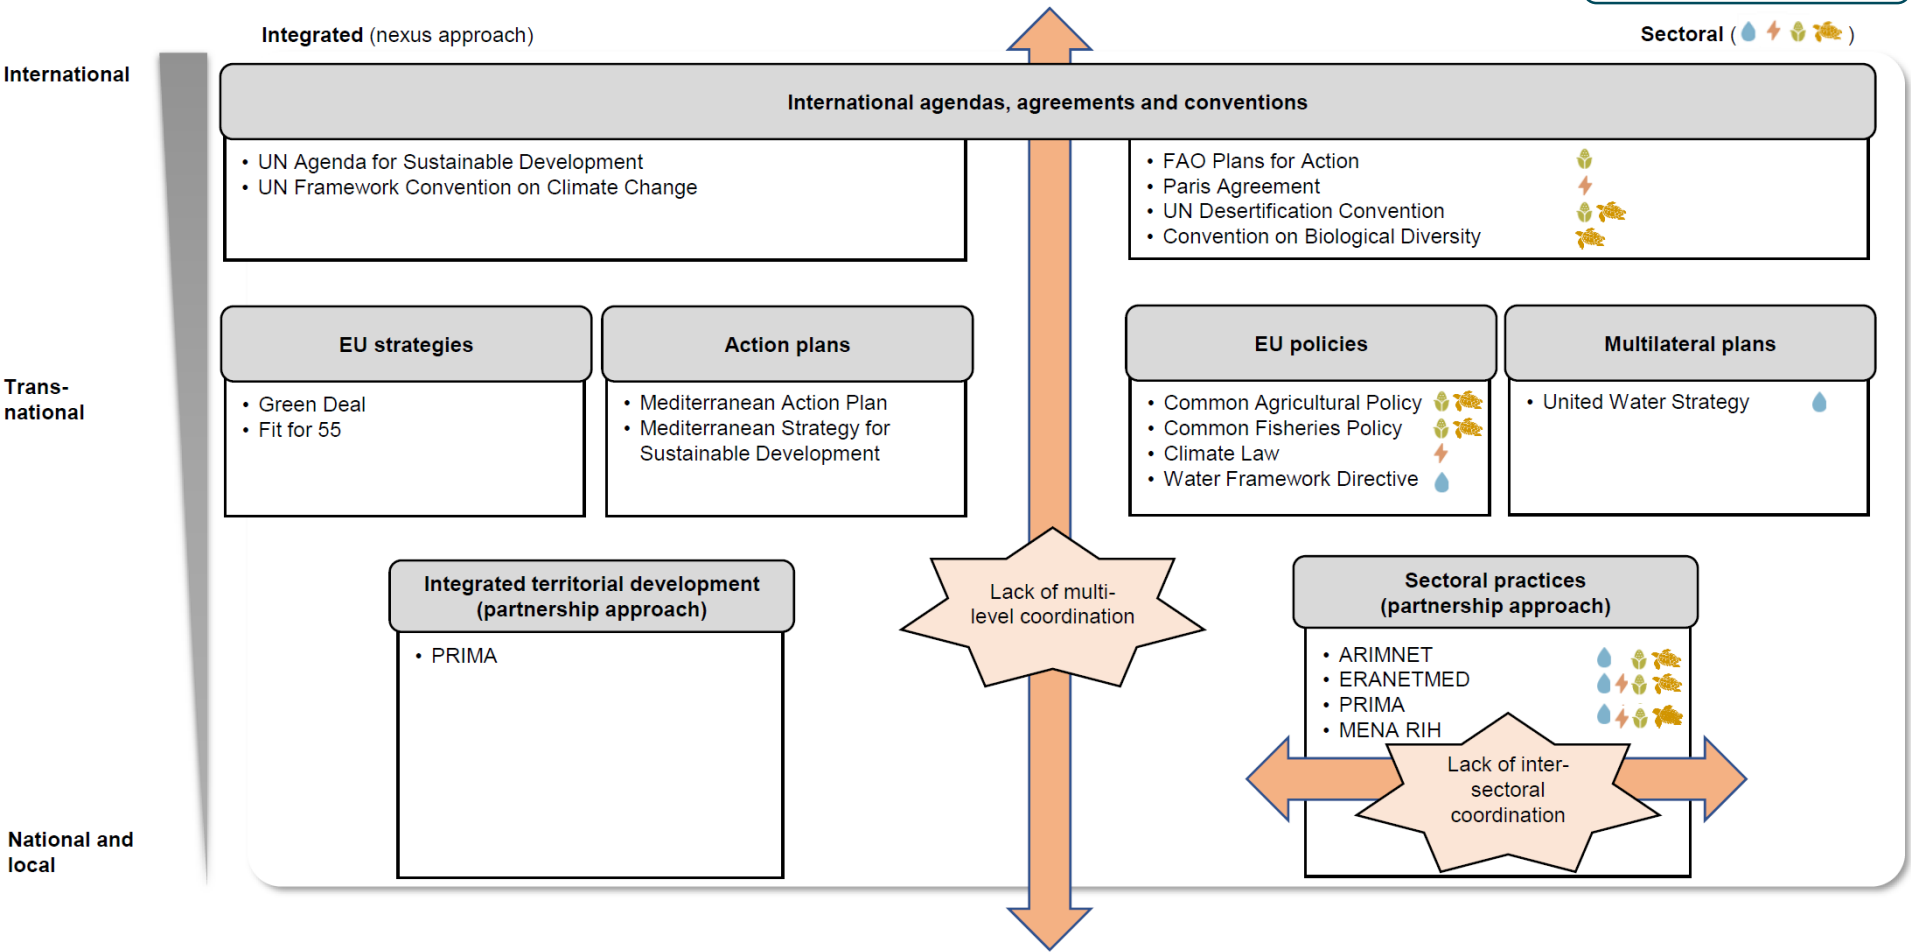 Integrated (nexus approach)
Sectoral ( )
International
International agendas, agreements and conventions
• UN Agenda for Sustainable Development
• UN Framework Convention on Climate Change
• FAO Plans for Action
• Paris Agreement
• UN Desertification Convention
• Convention on Biological Diversity
Trans-
national
EU strategies
• Green Deal
• Fit for 55
Action plans
• Mediterranean Action Plan
• Mediterranean Strategy for
Sustainable Development
EU policies
• Common Agricultural Policy
• Common Fisheries Policy
• Climate Law
• Water Framework Directive
Multilateral plans
• United Water Strategy
Integrated territorial development
(partnership approach)
• PRIMA
Lack of multi-
level coordination
Sectoral practices
(partnership approach)
• ARIMNET
• ERANETMED
• PRIMA
• MENA RIH
Lack of inter-
sectoral
coordination
National and
local